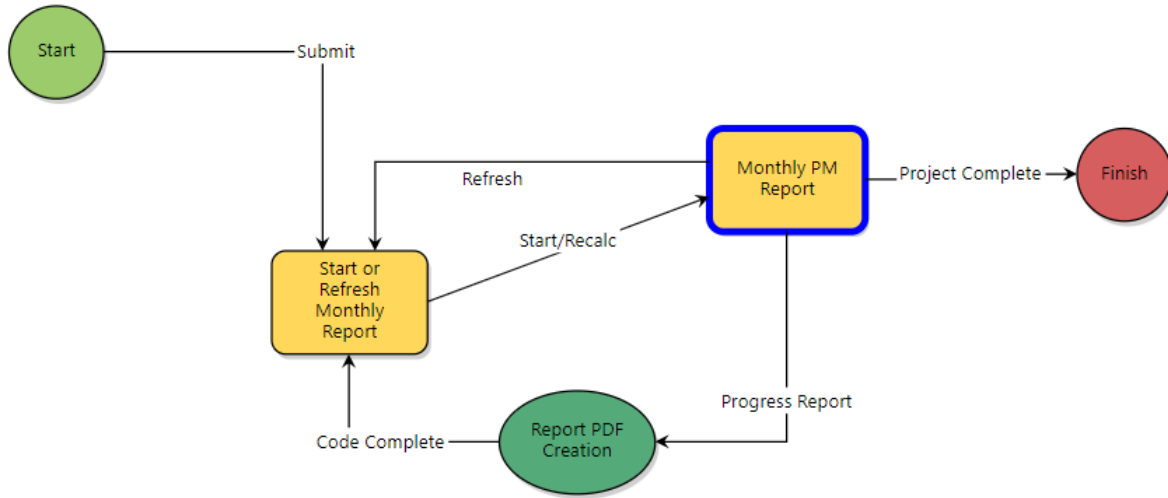 Start
Submit
Monthly PM
Report
Project Complete
Finish
Refresh
Start/Recalc
Start or
Refresh
Monthly
Report
Progress Report
Report PDF
Creation
Code Complete